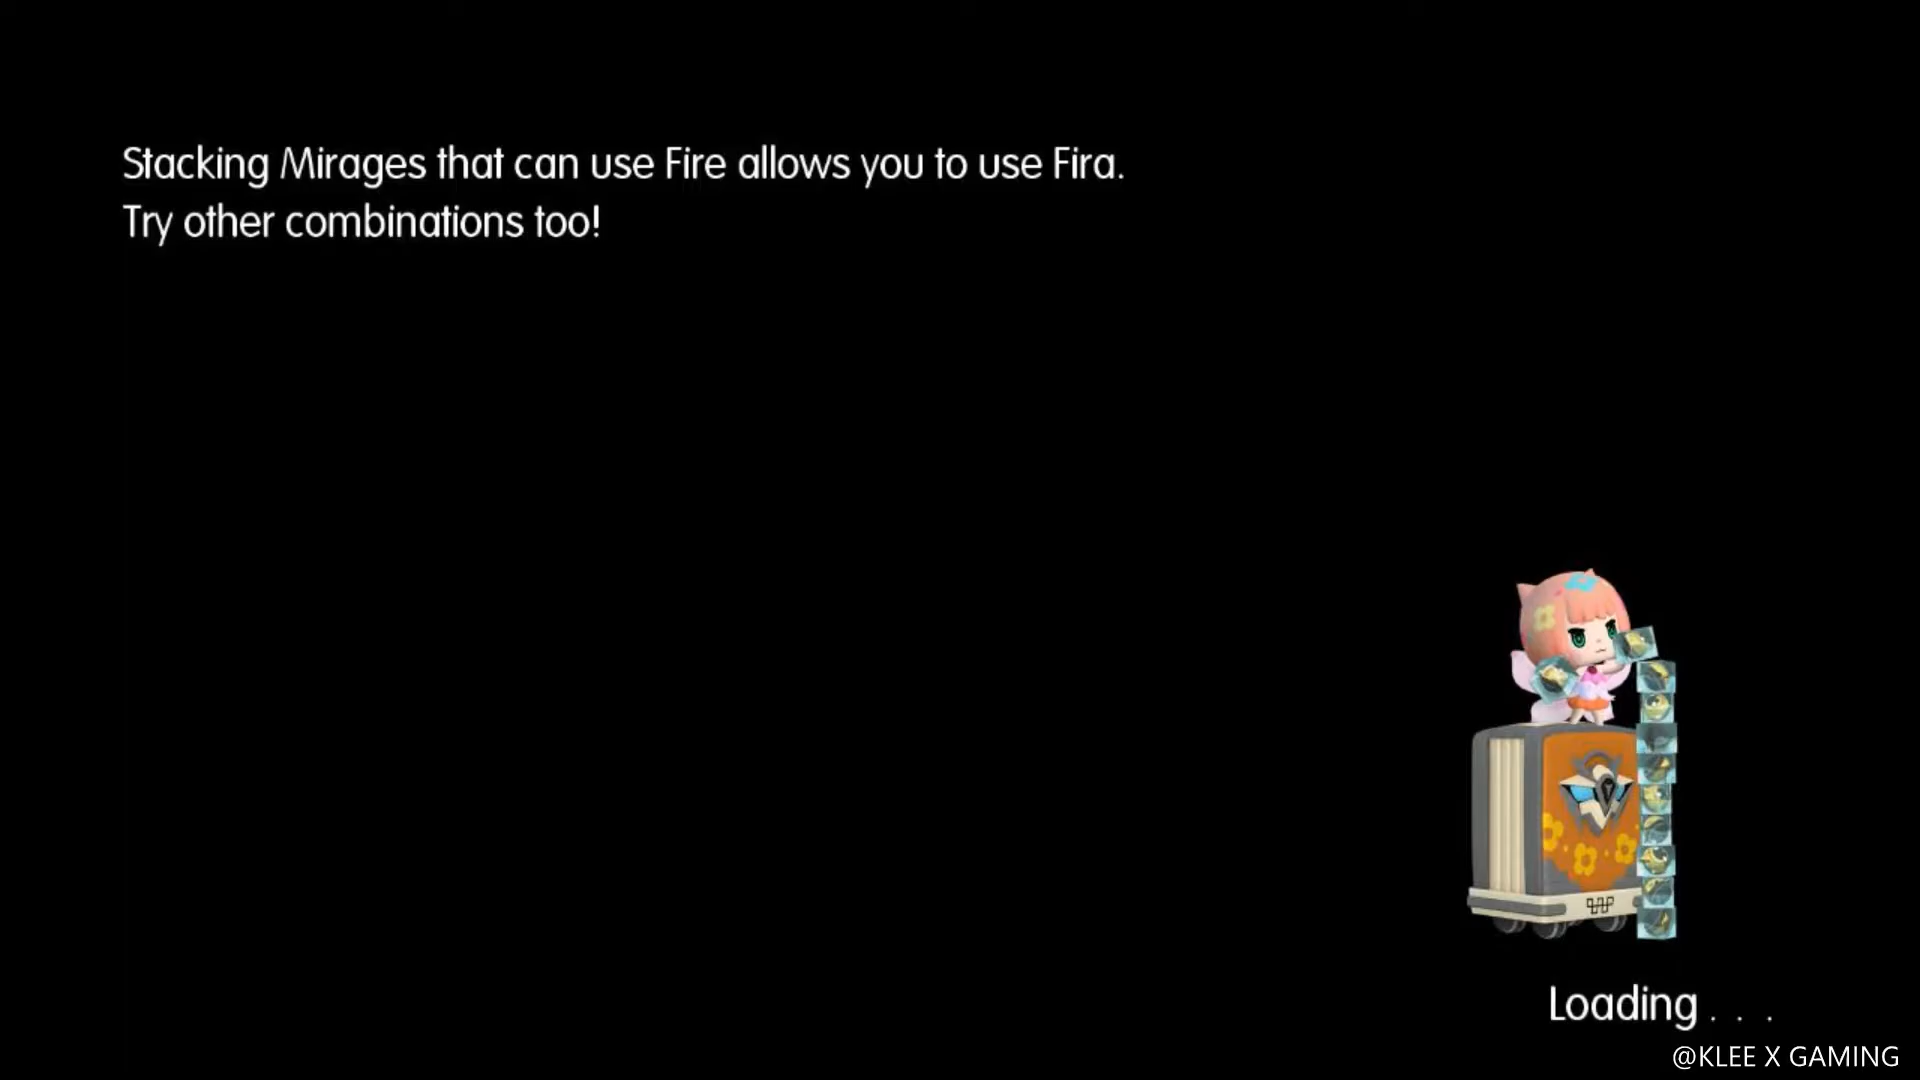 Stacking Mirages that can use Fire allows you to use Fira.
Try other combinations too!
Loading . . .
@KLEE X GAMING